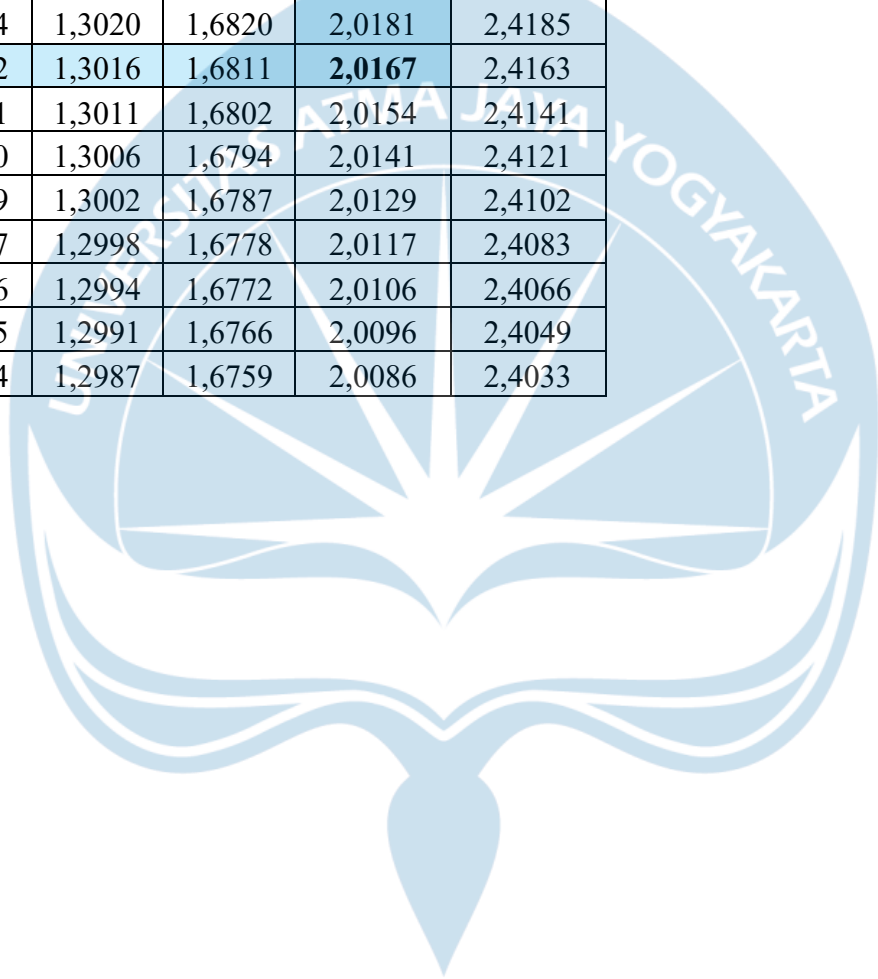 4 1,3020 1,6820 2,0181 2,4185
2 1,3016 1,6811 2,0167 2,4163
1 1,3011 1,6802 2,0154 2,4141
0 1,3006 1,6794 2,0141 2,4121
9 1,3002 1,6787 2,0129 2,4102
7 1,2998 1,6778 2,0117 2,4083
6 1,2994 1,6772 2,0106 2,4066
5 1,2991 1,6766 2,0096 2,4049
4 1,2987 1,6759 2,0086 2,4033
UNIVERSITAS ATMA JAYA YOGYAKARTA